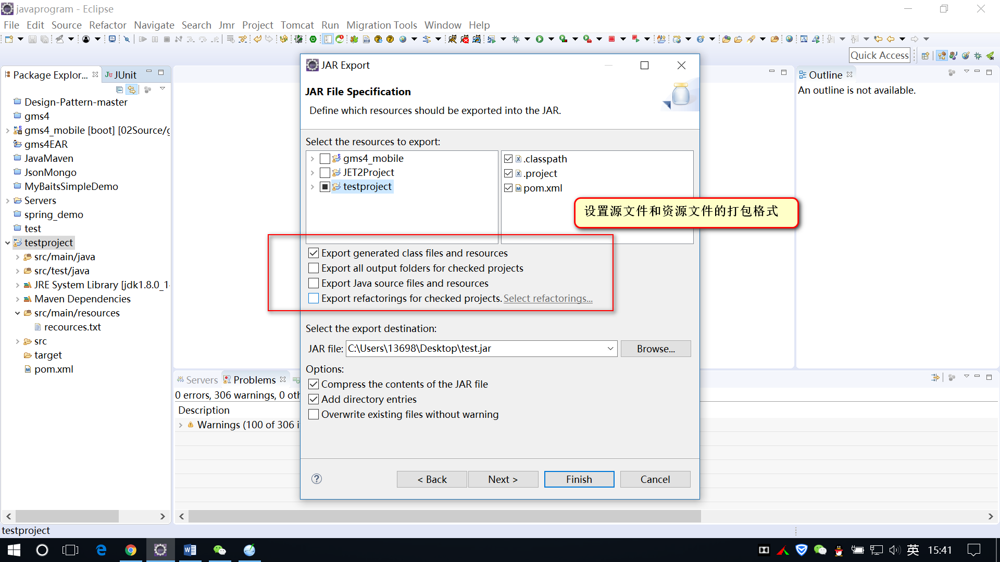 javaprogram - Eclipse
File Edit Source Refactor Navigate Search Jmr Project Tomcat Run Migration Tools Window Help
Quick Access
Package Explor...
JUnit
Design-Pattern-master
gms4
gms4_mobile [boot] [02Source/g
gms4EAR
JavaMaven
JsonMongo
MyBaitsSimpleDemo
Servers
spring_demo
test
testproject
src/main/java
src/test/java
JRE System Library [jdk1.8.0_1
Maven Dependencies
src/main/resources
recources.txt
src
target
pom.xml
JAR Export
JAR File Specification
Define which resources should be exported into the JAR.
Select the resources to export:
gms4_mobile
JET2Project
testproject
.classpath
.project
pom.xml
设置源文件和资源文件的打包格式
Export generated class files and resources
Export all output folders for checked projects
Export Java source files and resources
Export refactorings for checked projects. Select refactorings...
Select the export destination:
JAR file: C:\Users\13698\Desktop\test.jar
Browse...
Options:
Compress the contents of the JAR file
Add directory entries
Overwrite existing files without warning
< Back
Next >
Finish
Cancel
Outline
An outline is not available.
Servers
Problems
0 errors, 306 warnings, 0 oth
Description
Warnings (100 of 306 i
testproject
英
15:41